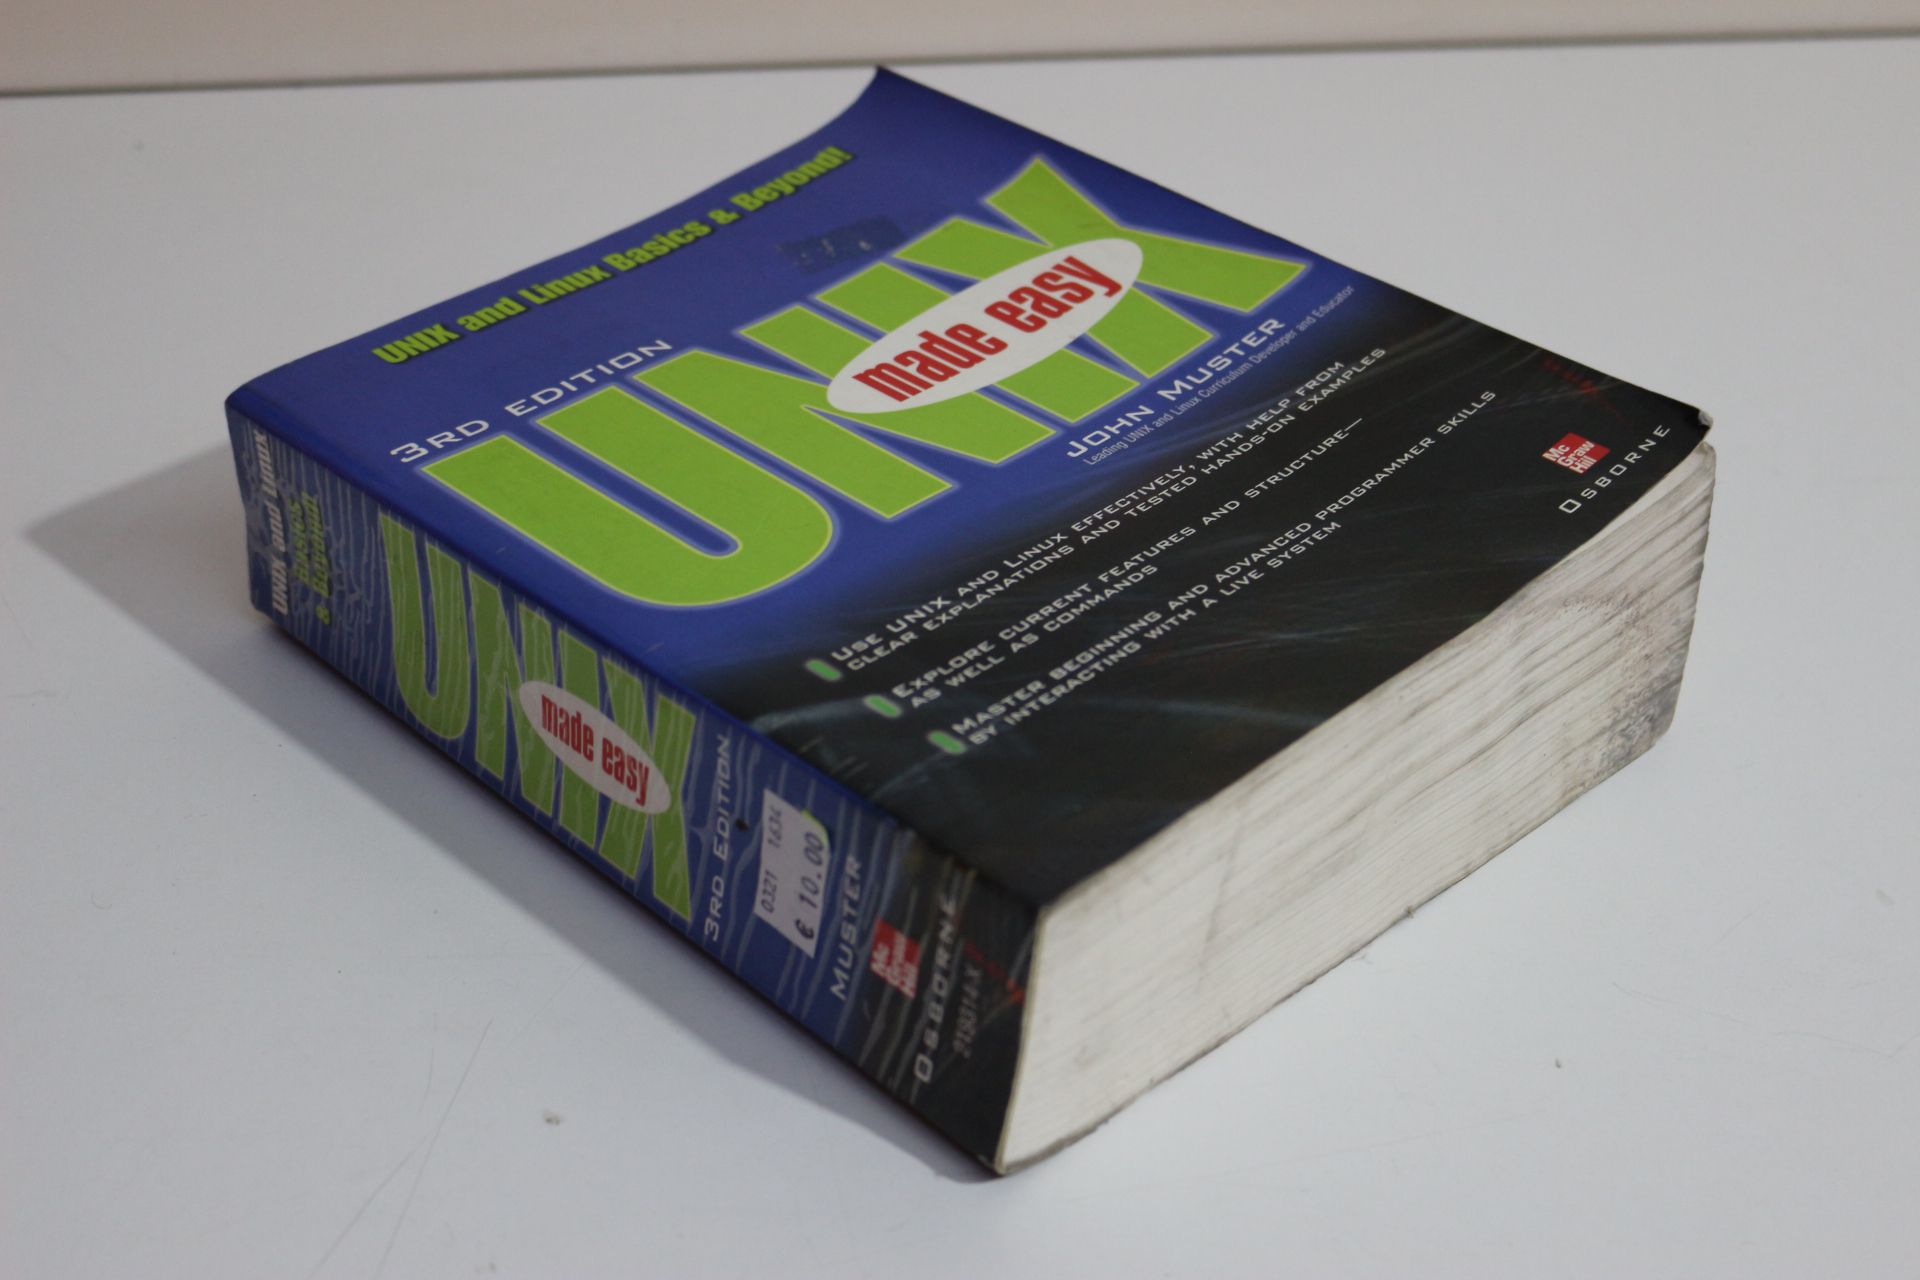 UNIX and Linux Basics & Beyond!
3RD EDITION
UNIX
made easy
JOHN MUSTER
Leading UNIX and Linux Curriculum Developer and Educator
USE UNIX AND LINUX EFFECTIVELY, WITH HELP FROM
CLEAR EXPLANATIONS AND TESTED HANDS-ON EXAMPLES
EXPLORE CURRENT FEATURES AND STRUCTURE—
AS WELL AS COMMANDS
MASTER BEGINNING AND ADVANCED PROGRAMMER SKILLS
BY INTERACTING WITH A LIVE SYSTEM
Mc
Graw
Hill
OSBORNE
UNIX and Linux
Basics
& Beyond!
UNIX
made easy
3RD EDITION
0321 1634
€ 10.00
MUSTER
Mc
Graw
Hill
OSBORNE
219314-X